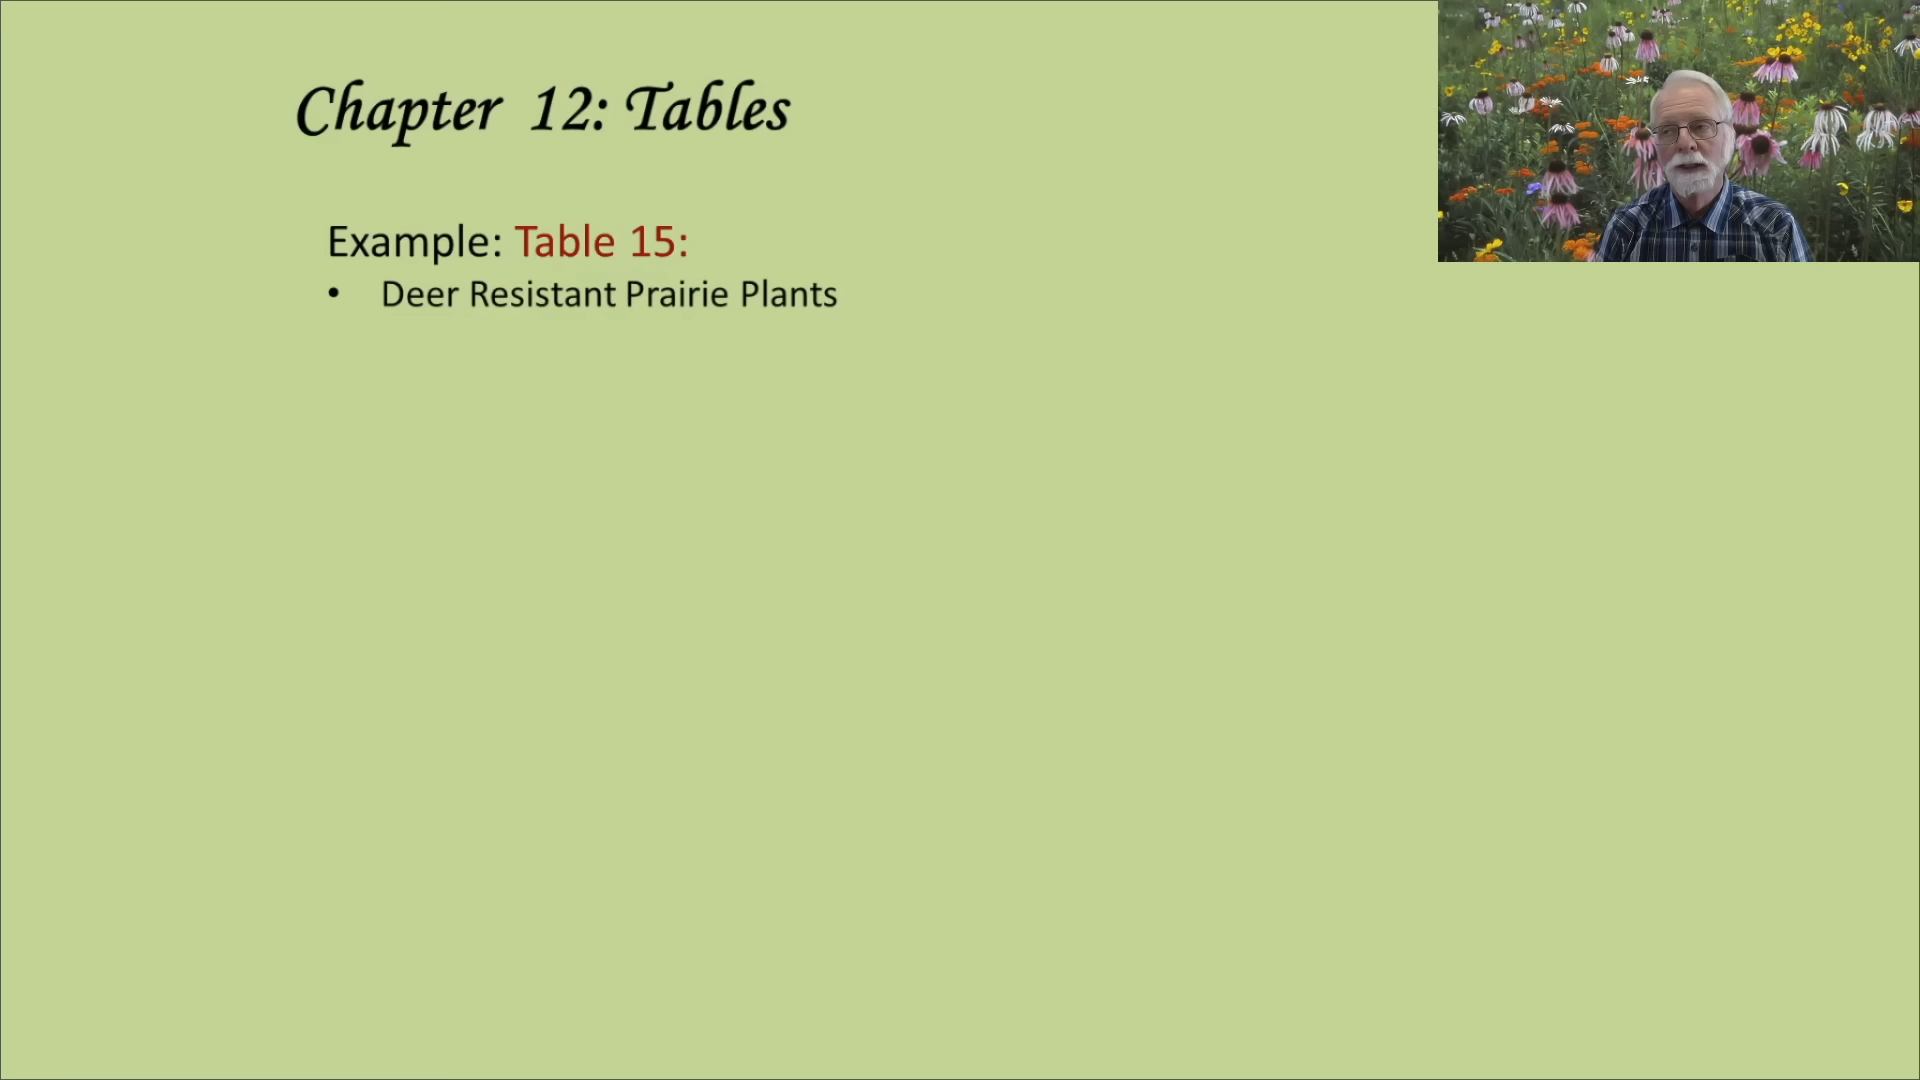 Chapter 12: Tables
Example: Table 15:
• Deer Resistant Prairie Plants